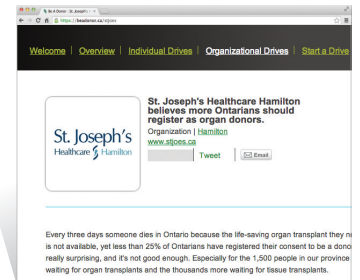 Be A Donor : St. Joseph's H
https://beadonor.ca/stjoes
Welcome | Overview | Individual Drives | Organizational Drives | Start a Drive
St. Joseph's
Healthcare Hamilton
St. Joseph's Healthcare Hamilton
believes more Ontarians should
register as organ donors.
Organization | Hamilton
www.stjoes.ca
Tweet
Email
Every three days someone dies in Ontario because the life-saving organ transplant they
is not available, yet less than 25% of Ontarians have registered their consent to be a
really surprising, and it's not good enough. Especially for the 1,500 people in our province
waiting for organ transplants and the thousands more waiting for tissue transplants.